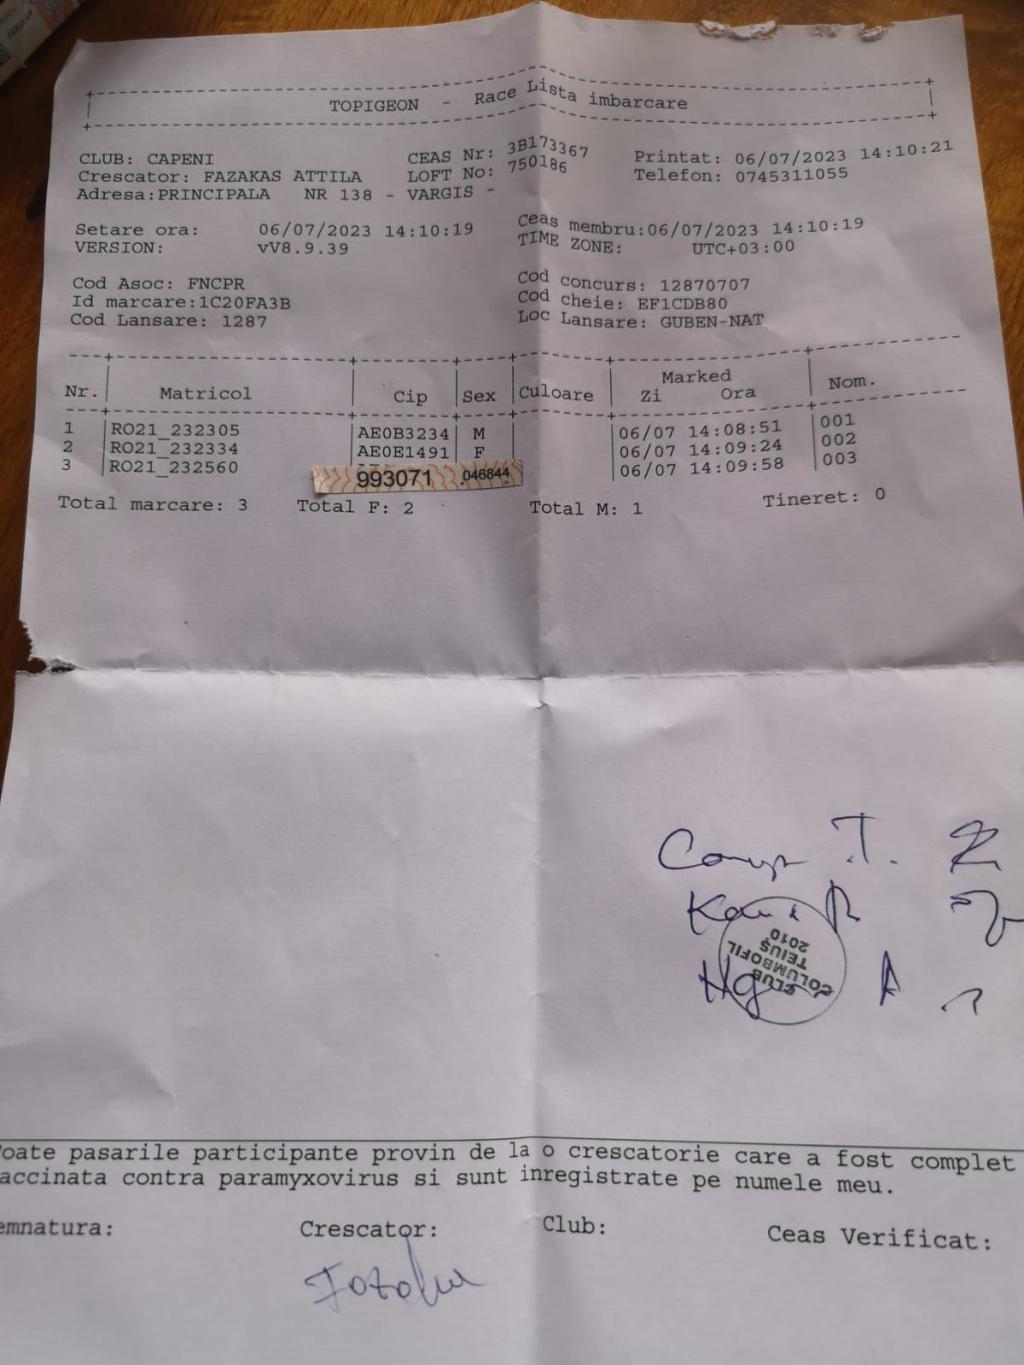 TOPIGEON - Race Lista imbarcare
CLUB: CAPENI CEAS Nr: 3B173367 Printat: 06/07/2023 14:10:21
Crescator: FAZAKAS ATTILA LOFT No: 750186 Telefon: 0745311055
Adresa:PRINCIPALA NR 138 - VARGIS -
Setare ora: 06/07/2023 14:10:19 Ceas membru:06/07/2023 14:10:19
VERSION: vV8.9.39 TIME ZONE: UTC+03:00
Cod Asoc: FNCPR Cod concurs: 12870707
Id marcare:1C20FA3B Cod cheie: EF1CDB80
Cod Lansare: 1287 Loc Lansare: GUBEN-NAT
Marked
Nr. Matricol Cip Sex Culoare Zi Ora Nom.
1 RO21_232305 AE0B3234 M 06/07 14:08:51 001
2 RO21_232334 AE0E1491 F 06/07 14:09:24 002
3 RO21_232560 06/07 14:09:58 003
993071 046844
Total marcare: 3 Total F: 2 Total M: 1 Tineret: 0
CLUB
COLUMBOFIL
TEIUȘ
2010
oate pasarile participante provin de la o crescatorie care a fost complet
accinata contra paramyxovirus si sunt inregistrate pe numele meu.
emnatura: Crescator: Club: Ceas Verificat: